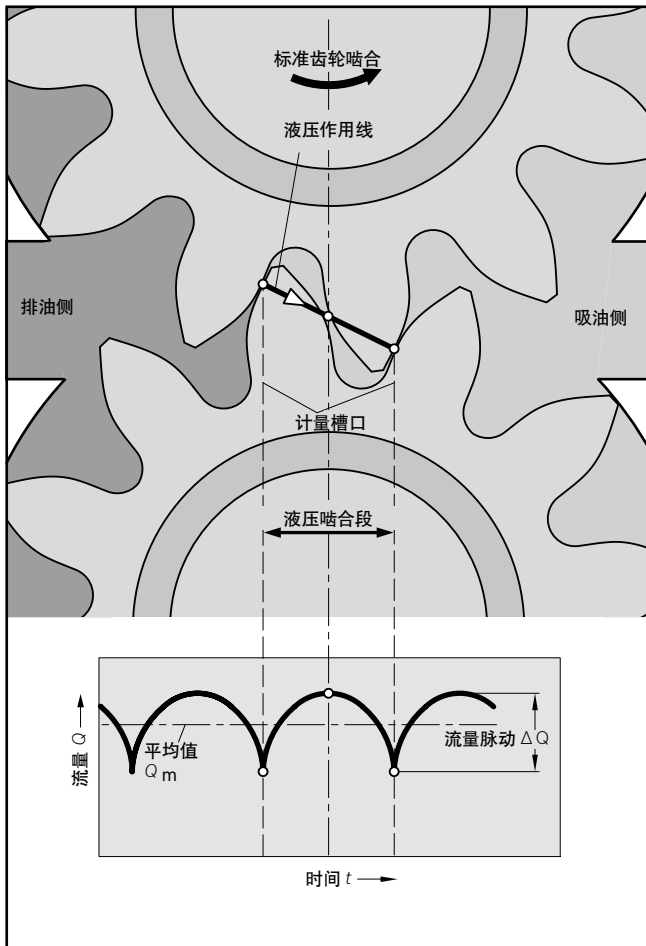 标准齿轮啮合
液压作用线
排油侧
吸油侧
计量槽口
液压啮合段
流量 Q
平均值
Qm
流量脉动 ΔQ
时间 t